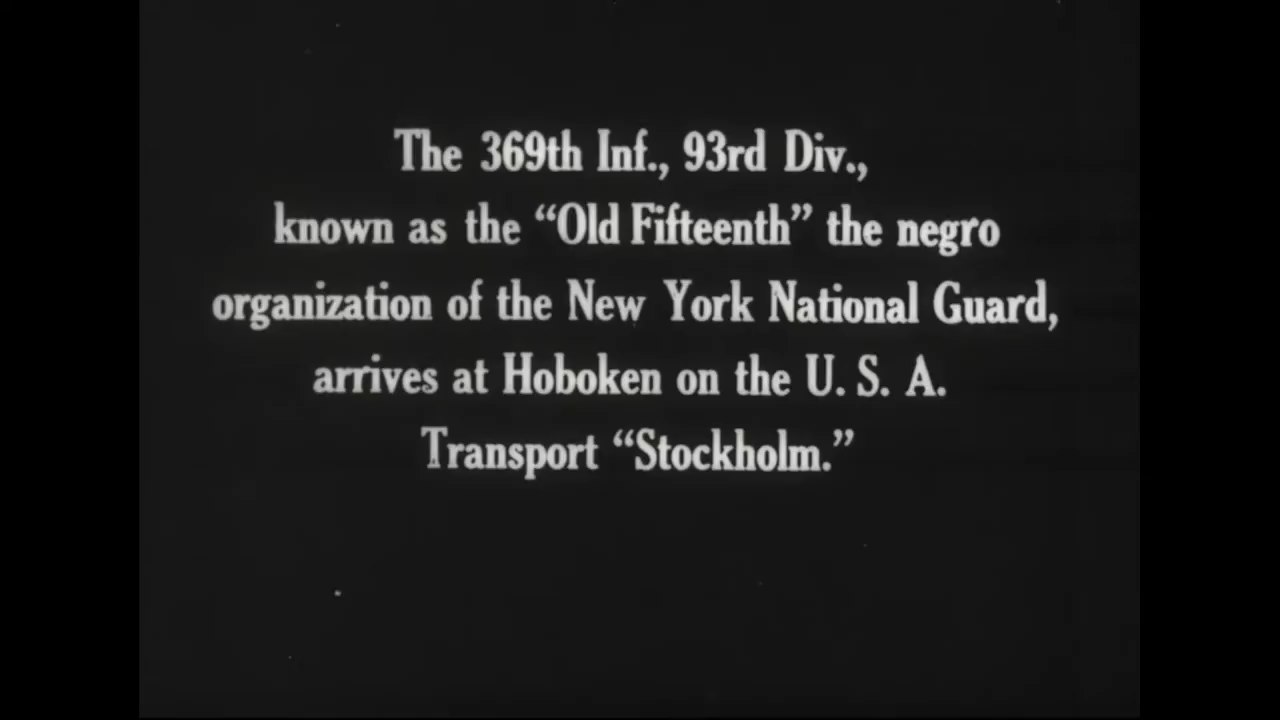 The 369th Inf., 93rd Div.,
known as the “Old Fifteenth” the negro
organization of the New York National Guard,
arrives at Hoboken on the U. S. A.
Transport “Stockholm.”